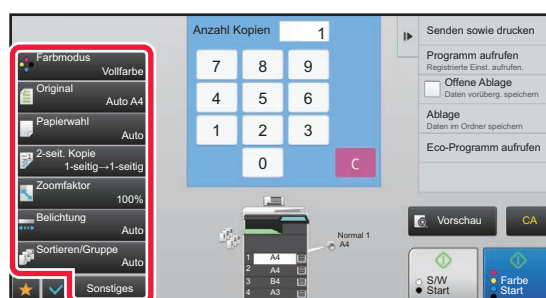 Farbmodus
Vollfarbe
Original
Auto A4
Papierwahl
Auto
2-seit. Kopie
1-seitig→1-seitig
Zoomfaktor
100%
Belichtung
Auto
Sortieren/Gruppe
Auto
Sonstiges
Anzahl Kopien 1
7 8 9
4 5 6
1 2 3
0 C
Normal 1
A4
1 A4
2 A4
3 B4
4 A3
Senden sowie drucken
Programm aufrufen
Registrierte Einst. aufrufen.
Offene Ablage
Daten vorüberg. speichern
Ablage
Daten im Ordner speichern
Eco-Programm aufrufen
Vorschau CA
S/W
Start
Farbe
Start